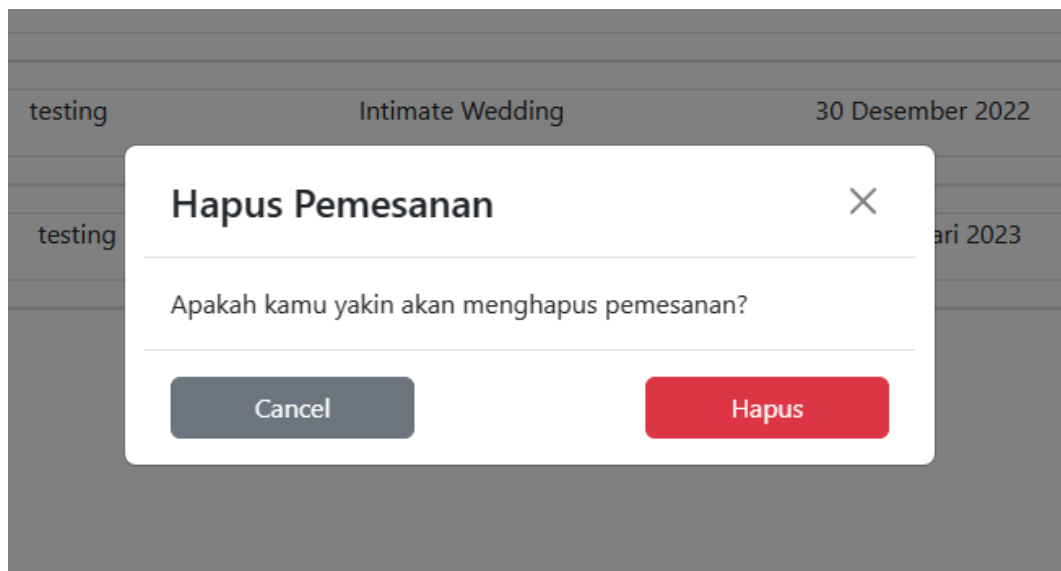 testing Intimate Wedding 30 Desember 2022
Hapus Pemesanan
testing ari 2023
Apakah kamu yakin akan menghapus pemesanan?
Cancel Hapus